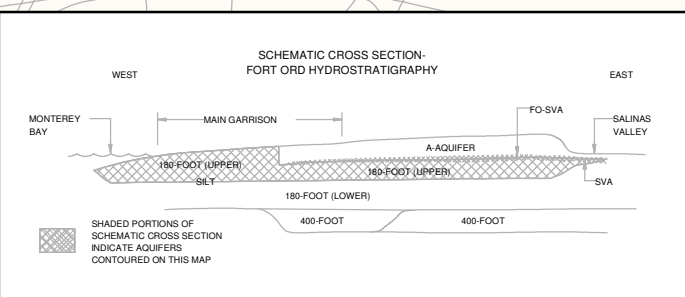 SCHEMATIC CROSS SECTION-
FORT ORD HYDROSTRATIGRAPHY
WEST
EAST
MONTEREY
BAY
MAIN GARRISON
FO-SVA
SALINAS
VALLEY
A-AQUIFER
180-FOOT (UPPER)
180-FOOT (UPPER)
SILT
SVA
180-FOOT (LOWER)
400-FOOT
400-FOOT
SHADED PORTIONS OF
SCHEMATIC CROSS SECTION
INDICATE AQUIFERS
CONTOURED ON THIS MAP